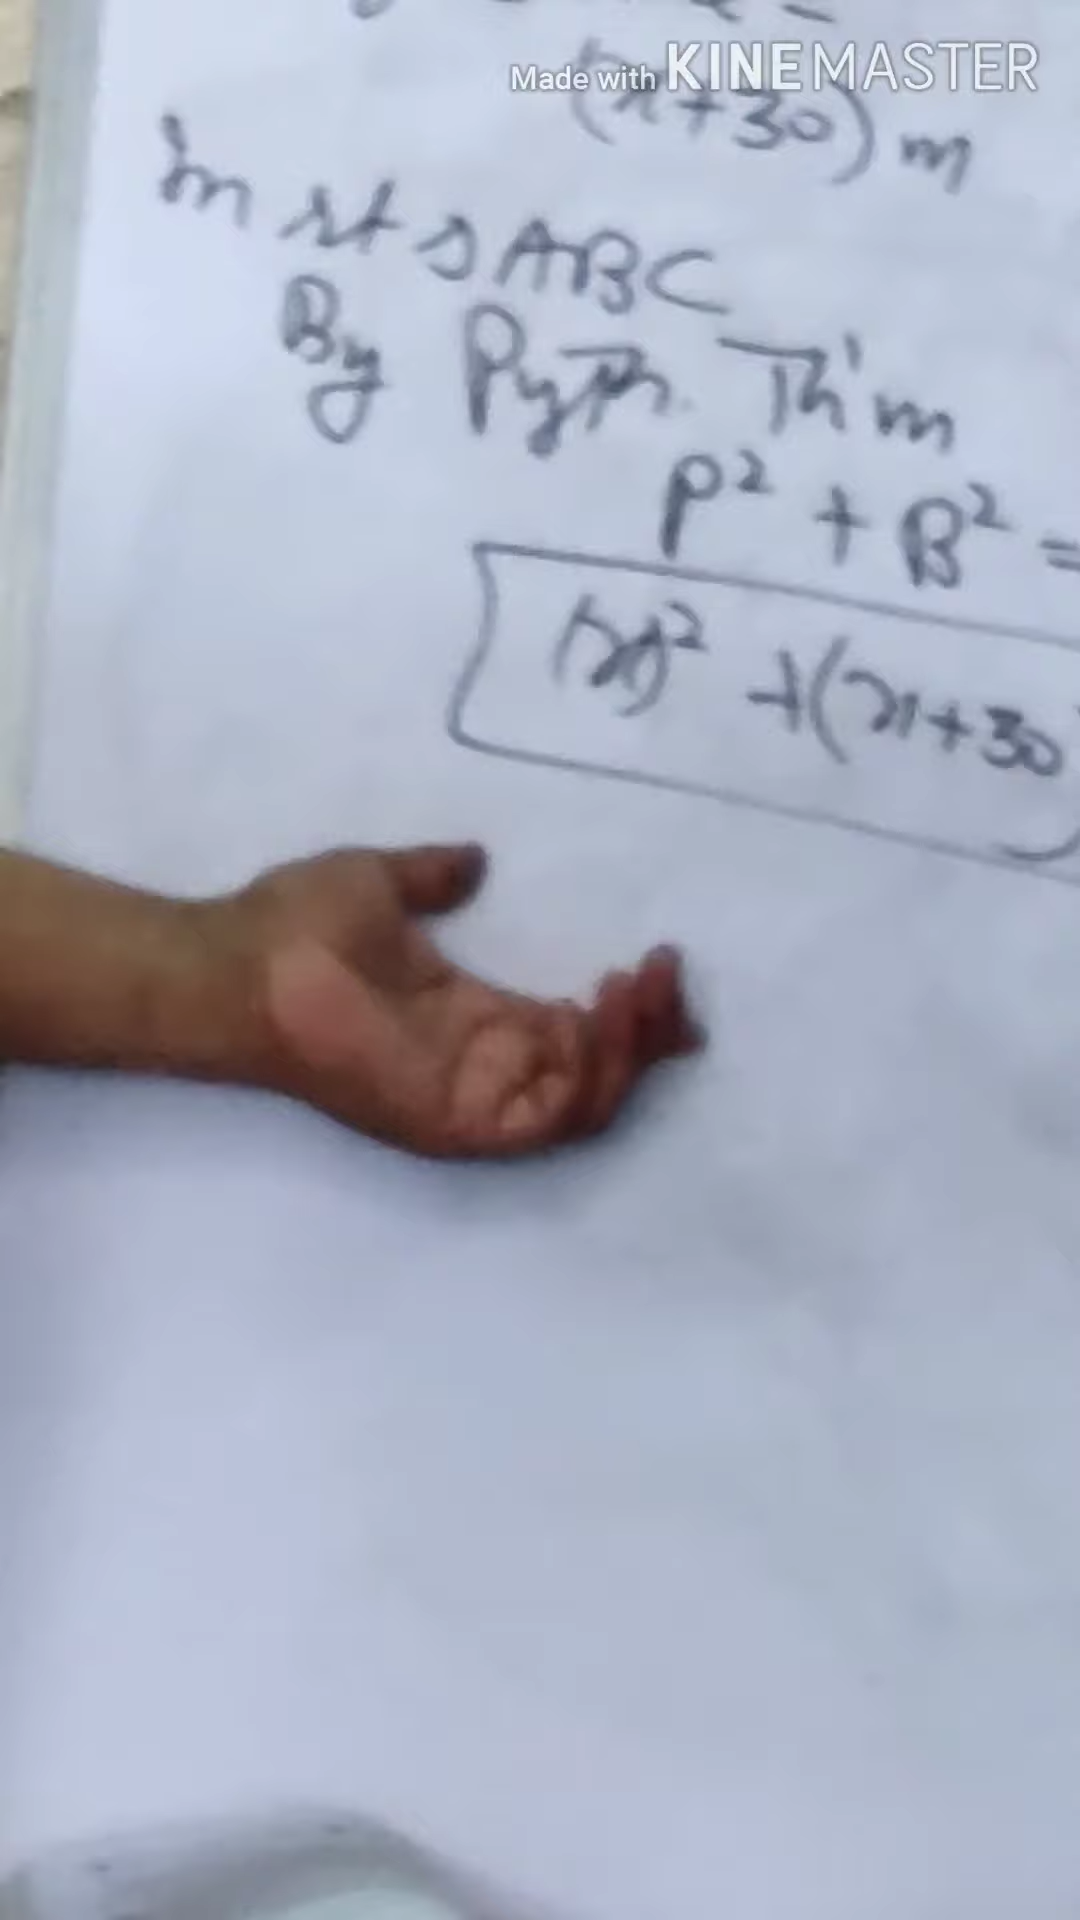 Made with KINEMASTER
(x+30) m
in rt △ ABC
By Pyth. Th'm
P² + B² =
(x)² + (x+30)